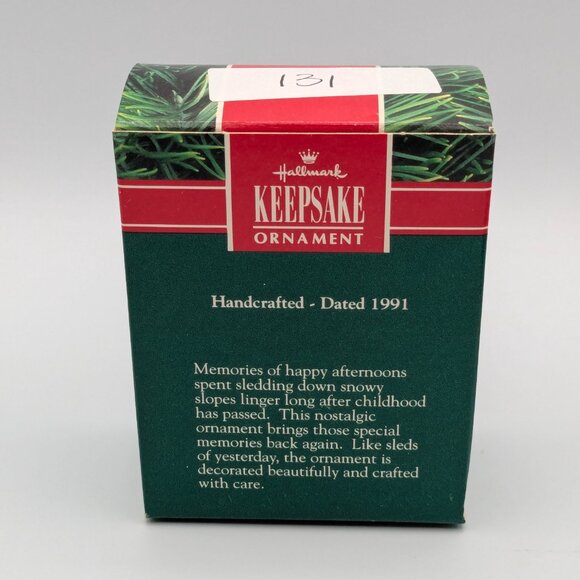 131
Hallmark
KEEPSAKE
ORNAMENT
Handcrafted - Dated 1991
Memories of happy afternoons
spent sledding down snowy
slopes linger long after childhood
has passed. This nostalgic
ornament brings those special
memories back again. Like sleds
of yesterday, the ornament is
decorated beautifully and crafted
with care.